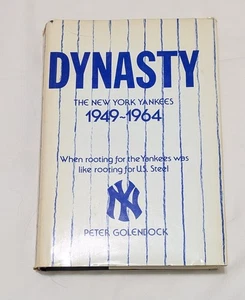 DYNASTY
THE NEW YORK YANKEES
1949~1964
When rooting for the Yankees was
like rooting for U.S. Steel
NY
PETER GOLENBOCK